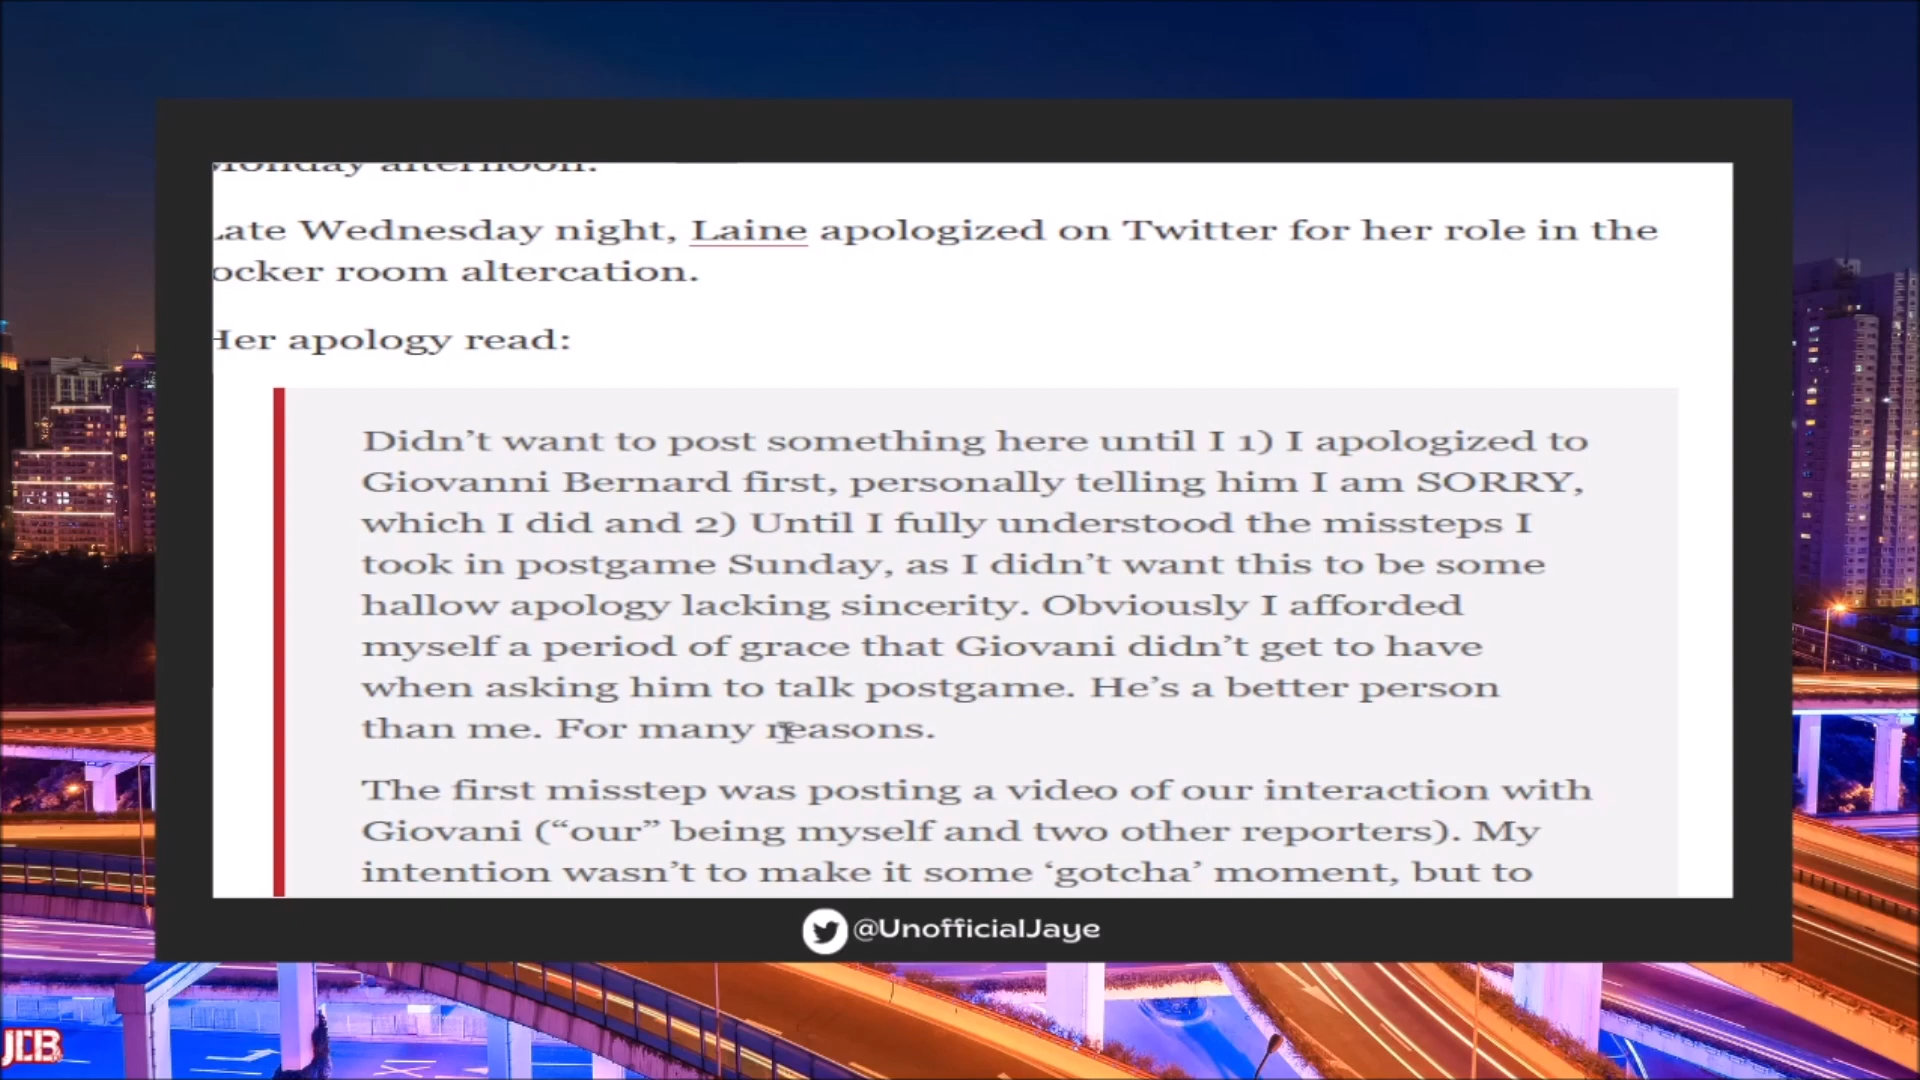 Monday afternoon.
Late Wednesday night, Laine apologized on Twitter for her role in the
ocker room altercation.
Her apology read:
Didn’t want to post something here until I 1) I apologized to
Giovanni Bernard first, personally telling him I am SORRY,
which I did and 2) Until I fully understood the missteps I
took in postgame Sunday, as I didn’t want this to be some
hallow apology lacking sincerity. Obviously I afforded
myself a period of grace that Giovani didn’t get to have
when asking him to talk postgame. He’s a better person
than me. For many reasons.
The first misstep was posting a video of our interaction with
Giovani (“our” being myself and two other reporters). My
intention wasn’t to make it some ‘gotcha’ moment, but to
@UnofficialJaye
JCB